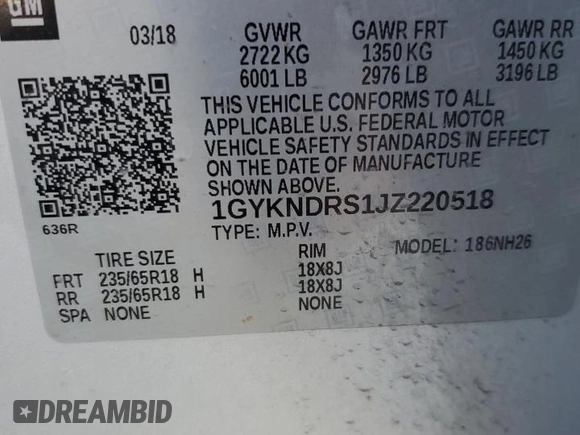 GM
03/18
GVWR GAWR FRT GAWR RR
2722 KG 1350 KG 1450 KG
6001 LB 2976 LB 3196 LB
THIS VEHICLE CONFORMS TO ALL
APPLICABLE U.S. FEDERAL MOTOR
VEHICLE SAFETY STANDARDS IN EFFECT
ON THE DATE OF MANUFACTURE
SHOWN ABOVE.
1GYKNDRS1JZ220518
636R
TYPE: M.P.V. MODEL: 186NH26
TIRE SIZE RIM
FRT 235/65R18 H 18X8J
RR 235/65R18 H 18X8J
SPA NONE NONE
DREAMBID